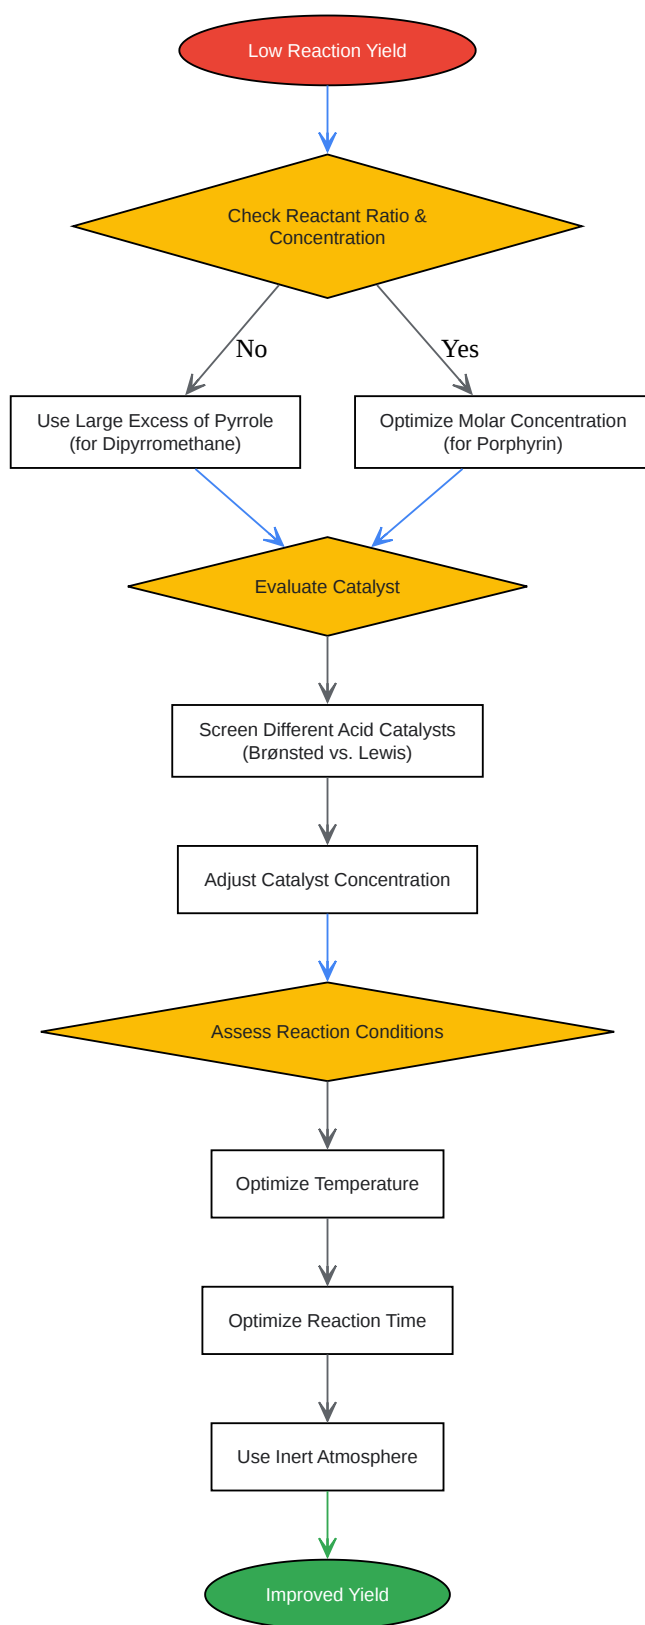 Low Reaction Yield
Check Reactant Ratio &
Concentration
No
Yes
Use Large Excess of Pyrrole
(for Dipyrromethane)
Optimize Molar Concentration
(for Porphyrin)
Evaluate Catalyst
Screen Different Acid Catalysts
(Brønsted vs. Lewis)
Adjust Catalyst Concentration
Assess Reaction Conditions
Optimize Temperature
Optimize Reaction Time
Use Inert Atmosphere
Improved Yield